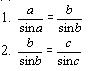 1. a/sina = b/sinb
2. b/sinb = c/sinc